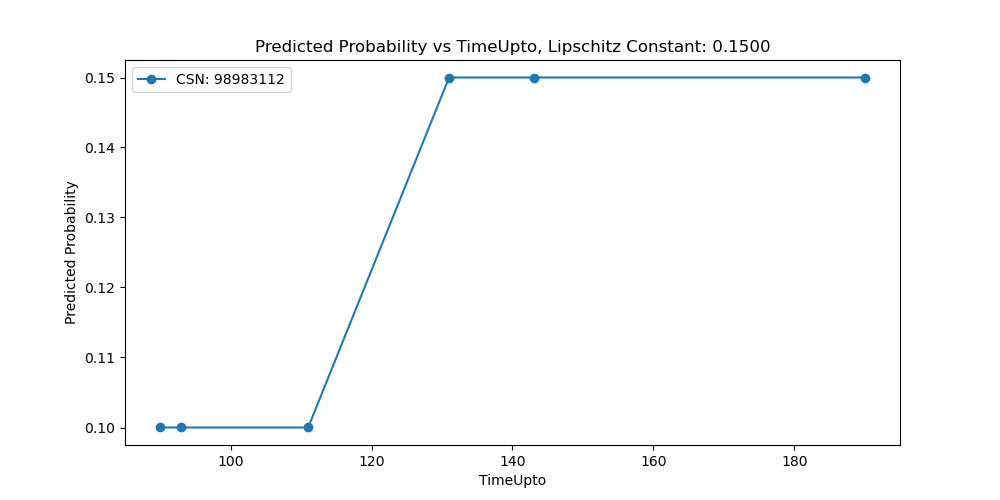 Predicted Probability vs TimeUpto, Lipschitz Constant: 0.1500
CSN: 98983112
Predicted Probability
0.15
0.14
0.13
0.12
0.11
0.10
100
120
140
160
180
TimeUpto